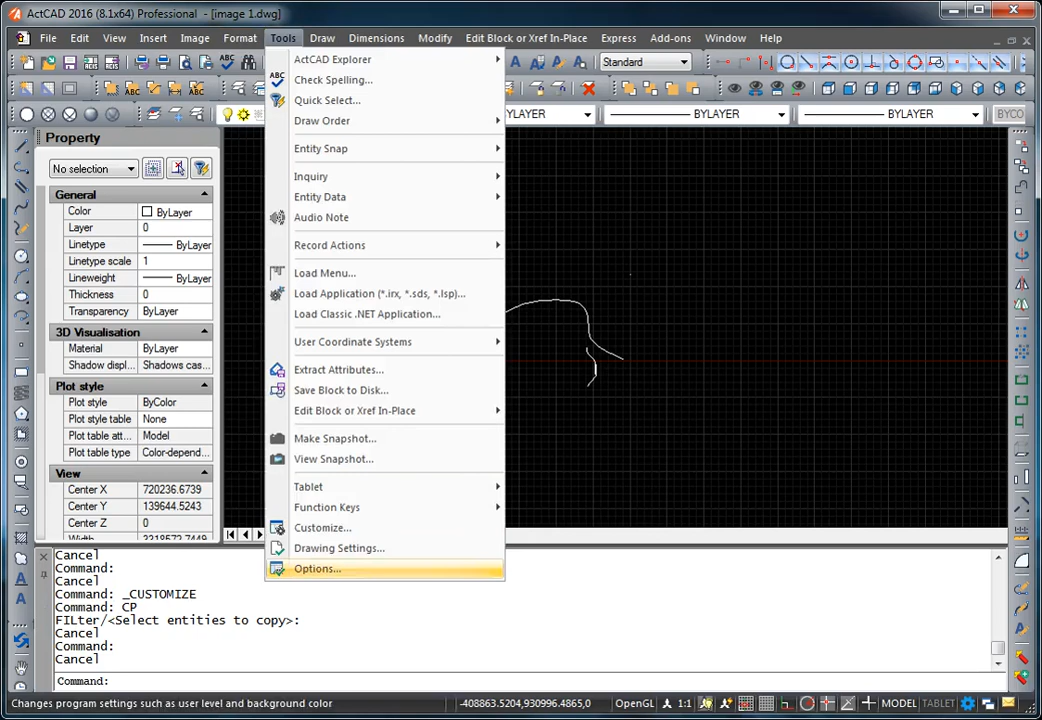 ActCAD 2016 (8.1x64) Professional - [image 1.dwg]
File Edit View Insert Image Format Tools Draw Dimensions Modify Edit Block or Xref In-Place Express Add-ons Window Help
Standard
YLAYER
BYLAYER
BYLAYER
BYCO
Property
No selection
General
Color ByLayer
Layer 0
Linetype ByLayer
Linetype scale 1
Lineweight ByLayer
Thickness 0
Transparency ByLayer
3D Visualisation
Material ByLayer
Shadow displ... Shadows cas...
Plot style
Plot style ByColor
Plot style table None
Plot table att... Model
Plot table type Color-depend...
View
Center X 720236.6739
Center Y 139644.5243
Center Z 0
Width 3318572.7449
ActCAD Explorer
Check Spelling...
Quick Select...
Draw Order
Entity Snap
Inquiry
Entity Data
Audio Note
Record Actions
Load Menu...
Load Application (*.irx, *.sds, *.lsp)...
Load Classic .NET Application...
User Coordinate Systems
Extract Attributes...
Save Block to Disk...
Edit Block or Xref In-Place
Make Snapshot...
View Snapshot...
Tablet
Function Keys
Customize...
Drawing Settings...
Options...
Cancel
Command:
Cancel
Command: _CUSTOMIZE
Command: CP
FILter/<Select entities to copy>:
Cancel
Command:
Cancel
Command:
Changes program settings such as user level and background color
-408863.5204,930996.4865,0 OpenGL 1:1 MODEL TABLET